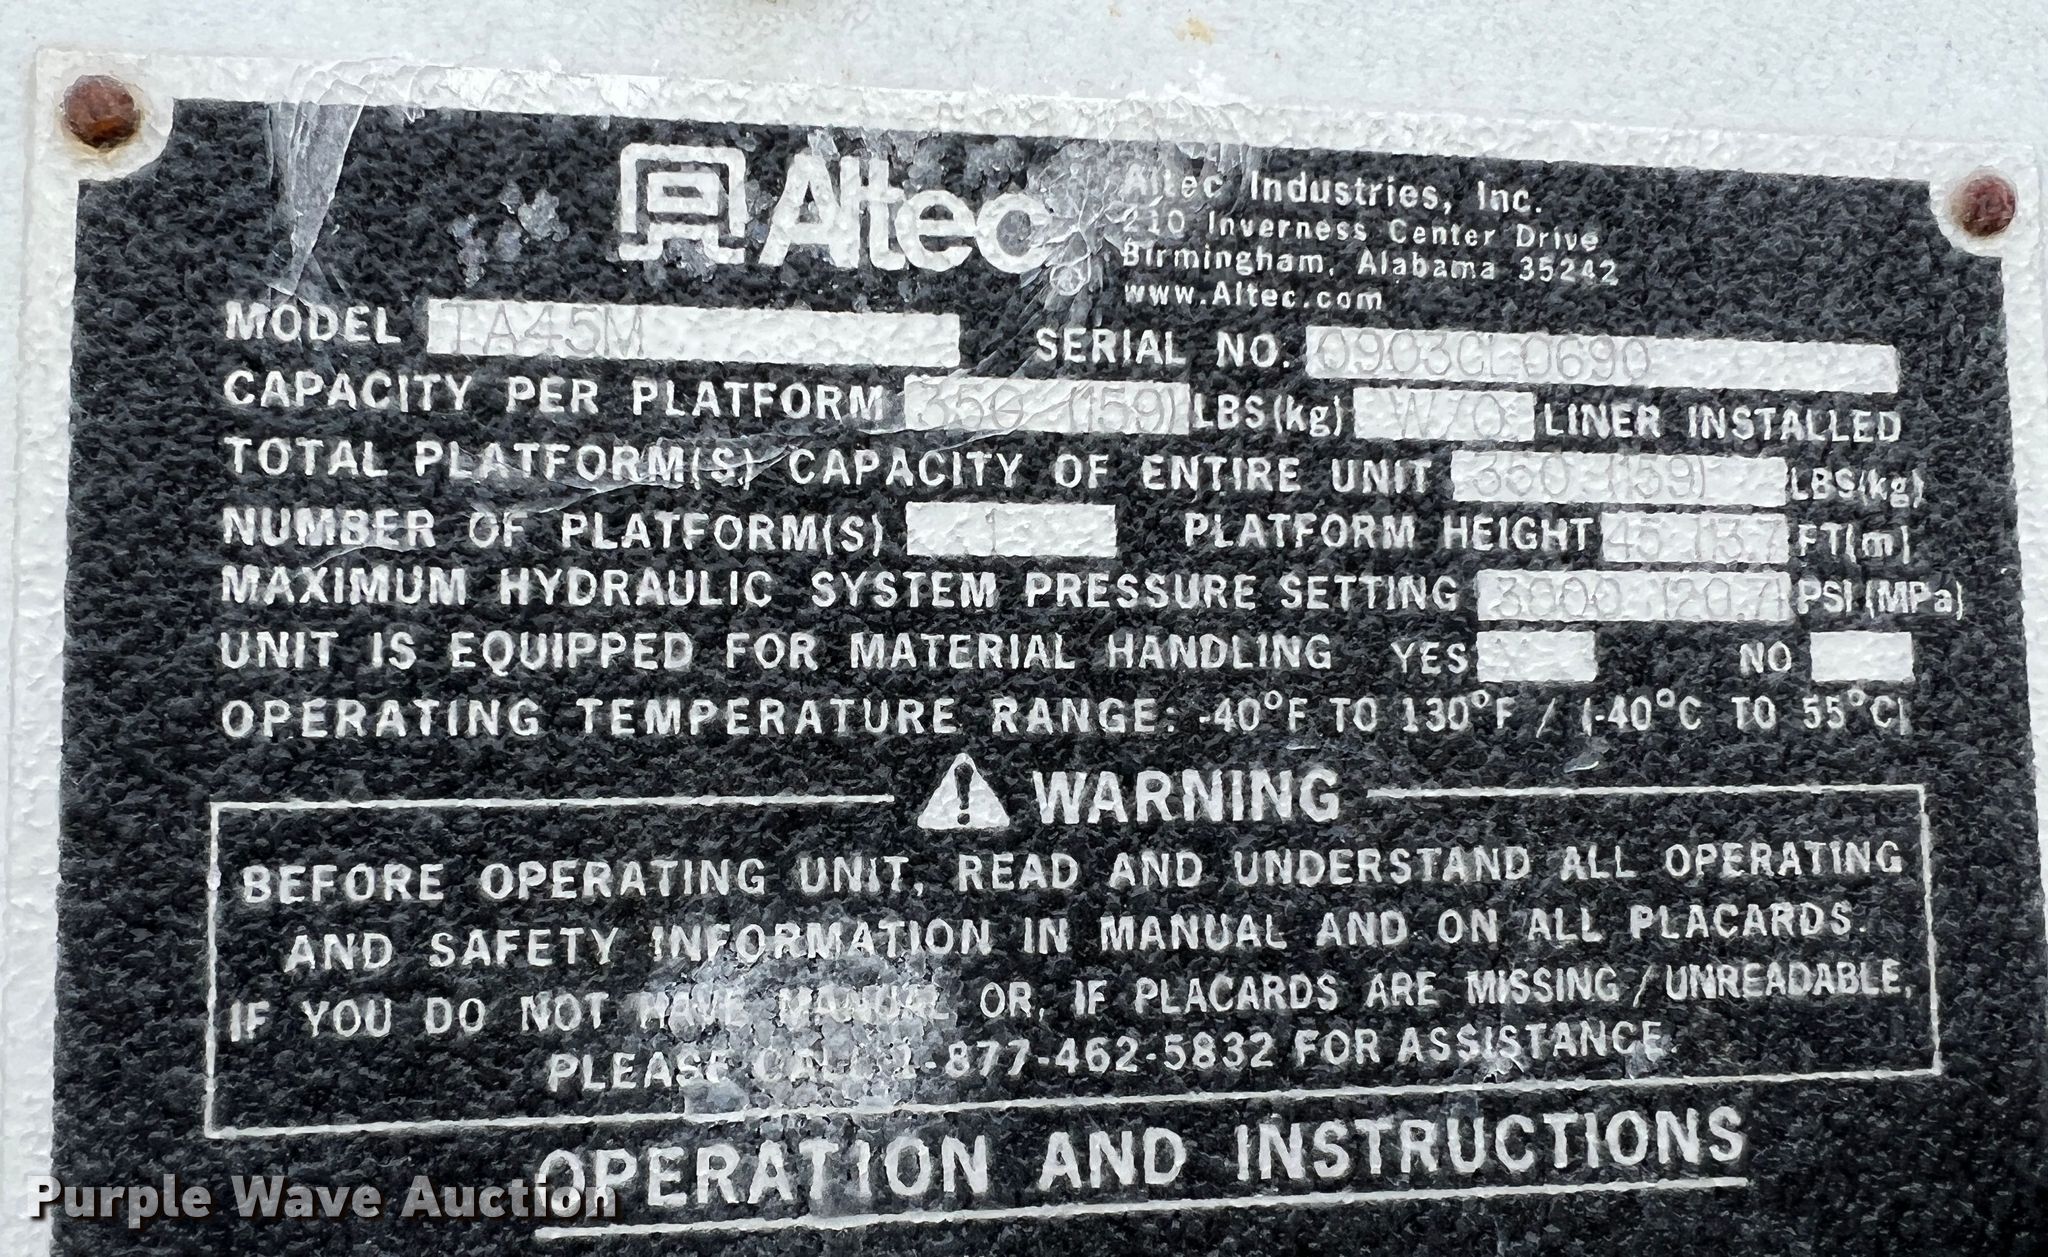 Altec
Altec Industries, Inc.
210 Inverness Center Drive
Birmingham, Alabama 35242
www.Altec.com
MODEL TA45M SERIAL NO. 0903CL0690
CAPACITY PER PLATFORM 350 (159) LBS(kg) W/O LINER INSTALLED
TOTAL PLATFORM(S) CAPACITY OF ENTIRE UNIT 350 (159) LBS(kg)
NUMBER OF PLATFORM(S) 1 PLATFORM HEIGHT 45 (13.7 FT(m)
MAXIMUM HYDRAULIC SYSTEM PRESSURE SETTING 3000 (20.7) PSI (MPa)
UNIT IS EQUIPPED FOR MATERIAL HANDLING YES NO
OPERATING TEMPERATURE RANGE: -40°F TO 130°F / (-40°C TO 55°C)
WARNING
BEFORE OPERATING UNIT, READ AND UNDERSTAND ALL OPERATING
AND SAFETY INFORMATION IN MANUAL AND ON ALL PLACARDS.
IF YOU DO NOT HAVE MANUAL OR, IF PLACARDS ARE MISSING / UNREADABLE,
PLEASE CALL 1-877-462-5832 FOR ASSISTANCE.
OPERATION AND INSTRUCTIONS
Purple Wave Auction